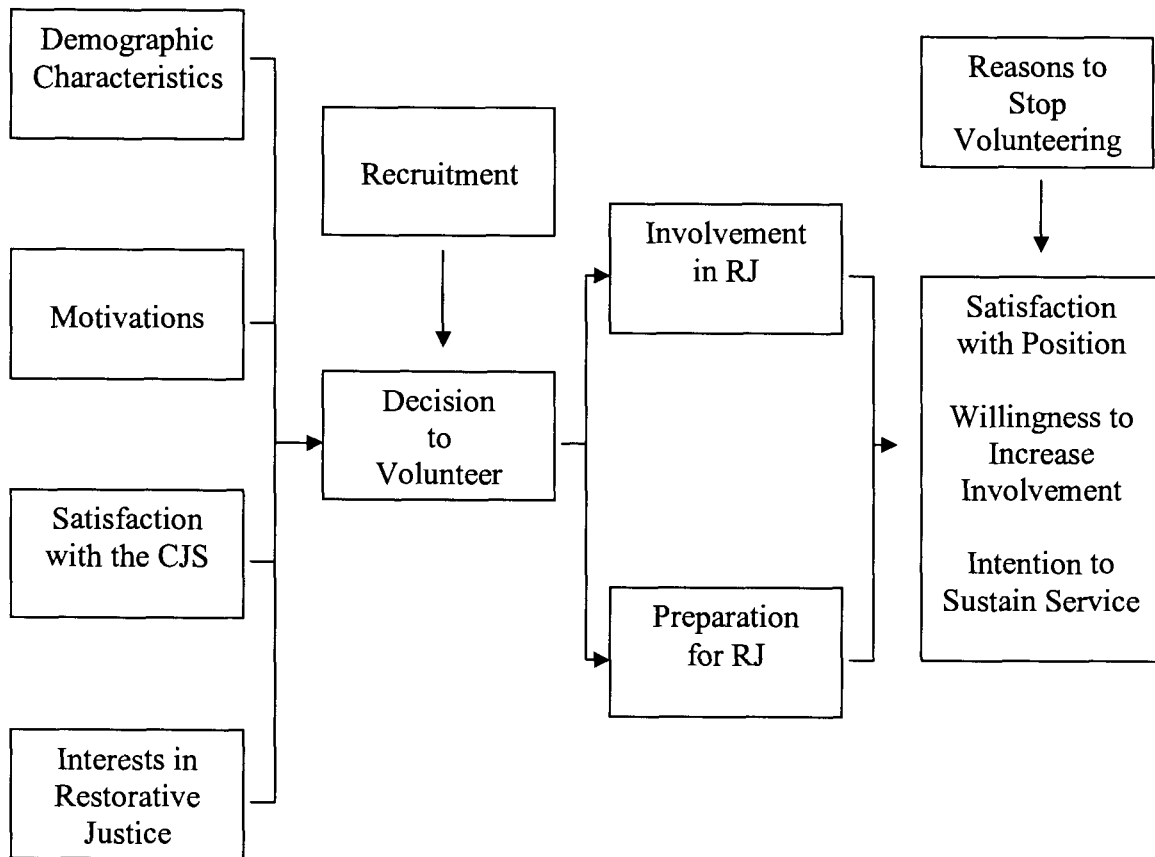 Demographic
Characteristics
Motivations
Satisfaction
with the CJS
Interests in
Restorative
Justice
Recruitment
Decision
to
Volunteer
Involvement
in RJ
Preparation
for RJ
Reasons to
Stop
Volunteering
Satisfaction
with Position
Willingness to
Increase
Involvement
Intention to
Sustain Service